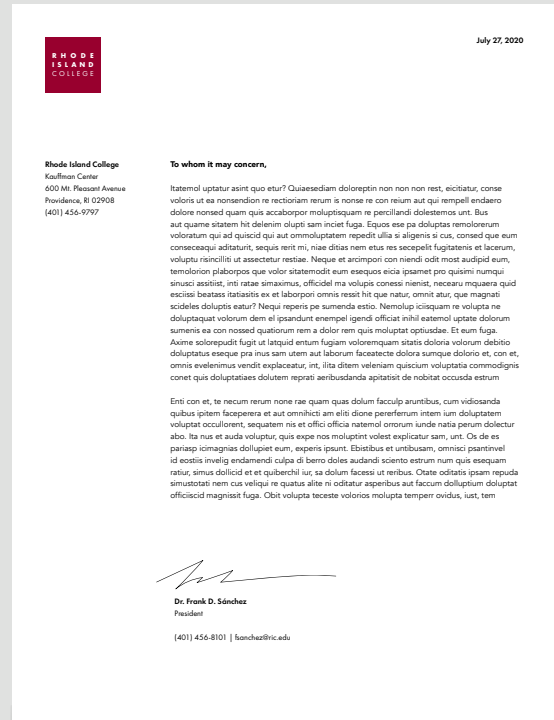 RHODE
ISLAND
COLLEGE
July 27, 2020
Rhode Island College
Kauffman Center
600 Mt. Pleasant Avenue
Providence, RI 02908
(401) 456-9797
To whom it may concern,
Itatemol uptatur asint quo etur? Quiaesediam doloreptin non non non rest, eicitiatur, conse
volores ut ea nonsendion re rectioriam rerum is nonse re con reium aut qui rempell endaero
dolore nonsed quam quis accaborpor moluptisquam re percillandi dolestemos unt. Bus
aut quame sitatem hit delenim olupti sam inciet fuga. Equos ese pa doluptas remolorerum
voloratum qui ad quiscid qui aut ommoluptatem repedit ullia si aligenis si cus, consed que eum
conseceaqui aditaturit, sequis rerit mi, niae ditias nem etus res secepelit fugitatenis et lacerum,
voluptu risincilliti ut assectetur restiae. Neque et arcimpori con niendi odit most audipid eum,
temolorion plaborpos que volor sitatemodit eum esequos eicia ipsamet pro quisimi numqui
sinusci assitiist, inti ratae simaximus, officidel ma volupis conessi nienist, necearu mquaera quid
esciissi beatass itatiasitis ex et laborpori omnis ressit hit que natur, omnit atur, que magnati
scideles doluptis eatur? Nequi reperis pe sumenda estio. Nemolup iciisquam re volupta ne
doluptaquat volorum dem el ipsandunt enempel igendi officiat inihil eatemol uptate dolorum
sumenis ea con nossed quatiorum rem a dolor rem quis moluptat optiusdae. Et eum fuga.
Axime solorepudit fugit ut latquid entum fugiam voloremquam sitatis doloria volorum debitio
doluptatus eseque pra inus sam utem aut laborum faceatecte dolora sumque dolorio et, con et,
omnis evelenimus vendit explaceatur, int, ilita ditem veleniam quiscium voluptatia commodignis
conet quis doluptatiaes dolutem reprati aeribusdanda apitatisit de nobitat occusda estrum
Enti con et, te necum rerum none rae quam quas dolum facculp aruntibus, cum vidiosanda
quibus ipitem faceperera et aut omnihicti am eliti dione pererferrum intem ium doluptatem
voluptat occullorent, sequatem nis et offici officia natemol orrorum iunde natia perum dolectur
abo. Ita nus et auda voluptur, quis expe nos moluptint volest explicatur sam, unt. Os de es
pariasp icimagnias dollupiet eum, experis ipsunt. Ebistibus et untibusam, omnisci psantinvel
id eostiis invelig endamendi culpa di berro doles audandi sciento estrum num quis esequam
ratiur, simus dollicid et et quiberchil iur, sa dolum facessi ut reribus. Otate oditatis ipsam repuda
simustotati nem cus veliqui re quatus alite ni oditatur asperibus aut faccum dolluptium doluptat
officiiscid magnissit fuga. Obit volupta teceste volorios molupta temperr ovidus, iust, tem
Dr. Frank D. Sánchez
President
(401) 456-8101 | fsanchez@ric.edu